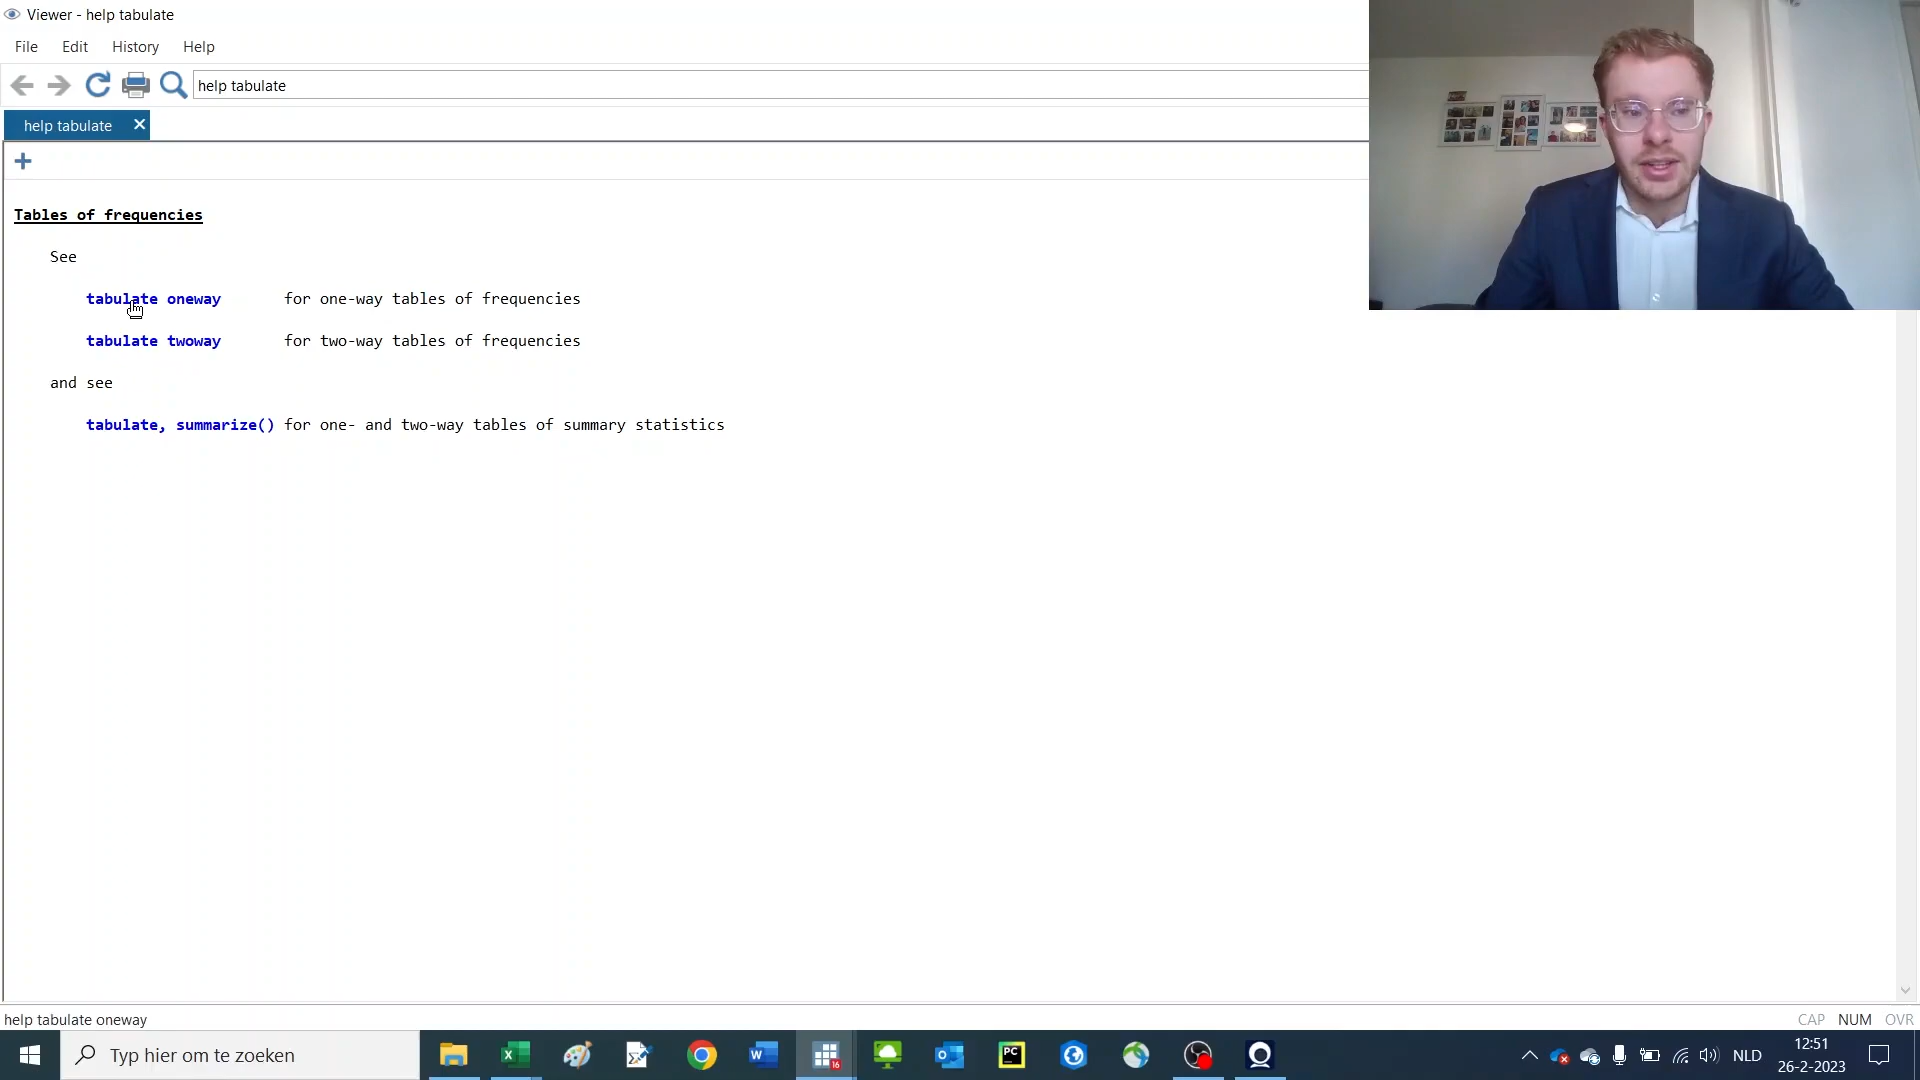 Viewer - help tabulate
File Edit History Help
help tabulate
help tabulate
Tables of frequencies
See
tabulate oneway for one-way tables of frequencies
tabulate twoway for two-way tables of frequencies
and see
tabulate, summarize() for one- and two-way tables of summary statistics
help tabulate oneway
CAP NUM OVR
Typ hier om te zoeken
W
16
PC
NLD
12:51
26-2-2023